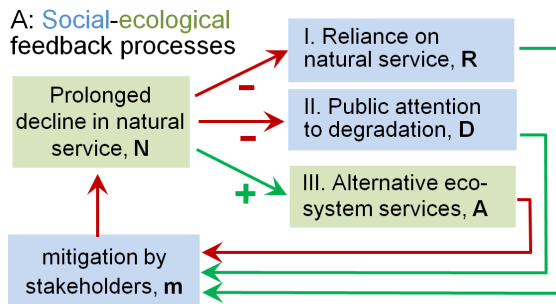 A: Social-ecological
feedback processes
I. Reliance on
natural service, R
Prolonged
decline in natural
service, N
-
II. Public attention
to degradation, D
-
+
III. Alternative eco-
system services, A
mitigation by
stakeholders, m